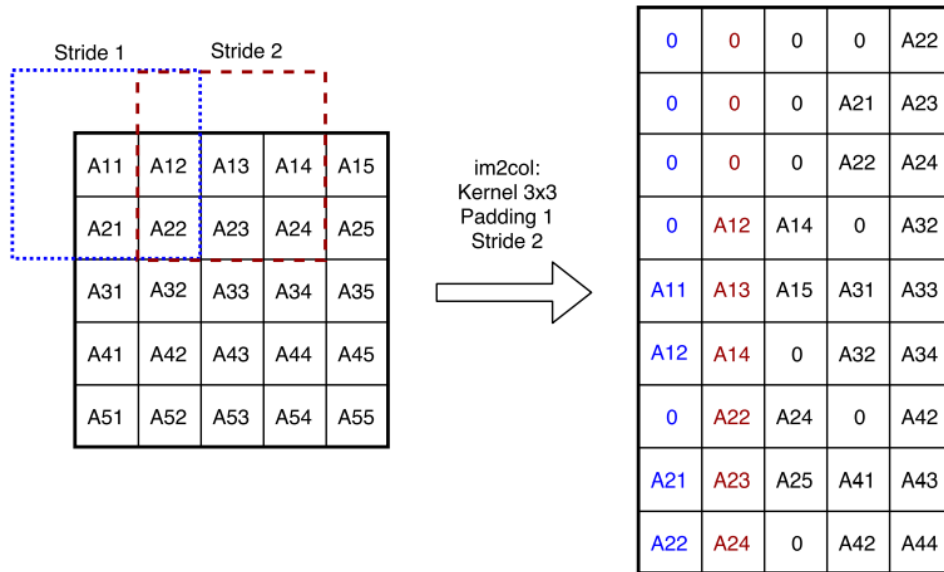 Stride 1 Stride 2
A11 A12 A13 A14 A15
A21 A22 A23 A24 A25
A31 A32 A33 A34 A35
A41 A42 A43 A44 A45
A51 A52 A53 A54 A55
im2col:
Kernel 3x3
Padding 1
Stride 2
0 0 0 0 A22
0 0 0 A21 A23
0 0 0 A22 A24
0 A12 A14 0 A32
A11 A13 A15 A31 A33
A12 A14 0 A32 A34
0 A22 A24 0 A42
A21 A23 A25 A41 A43
A22 A24 0 A42 A44